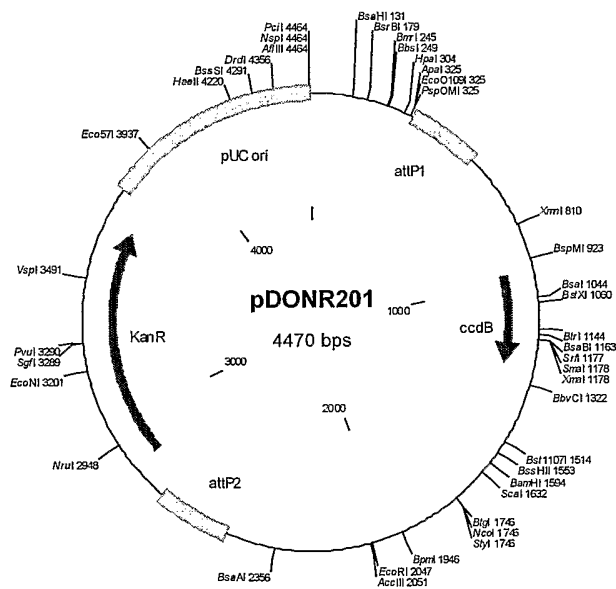 PciI 4464
NspI 4464
AflIII 4464
DrdI 4356
BssSI 4291
HaeII 4220
Eco57I 3937
BsaHI 131
BsrBI 179
BmrI 245
BbsI 249
HpaI 304
ApaI 325
EcoO109I 325
PspOMI 325
pUC ori
attP1
XmnI 810
BspMI 923
BsaI 1044
BstXI 1060
BtrI 1144
BsaBI 1163
SrfI 1177
SmaI 1178
XmaI 1178
BbvCI 1322
ccdB
1000
4000
pDONR201
4470 bps
KanR
3000
2000
VspI 3491
PvuI 3290
SgfI 3289
EcoNI 3201
NruI 2948
attP2
Bst1107I 1514
BssHII 1553
BamHI 1594
ScaI 1632
BtgI 1745
NcoI 1745
StyI 1745
BpmI 1946
EcoRI 2047
AccIII 2051
BsaAI 2356